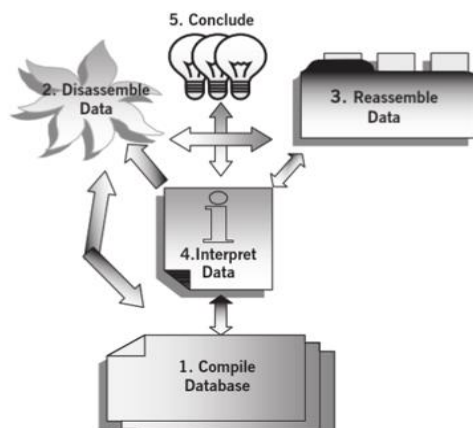 5. Conclude
2. Disassemble
Data
3. Reassemble
Data
i
4.Interpret
Data
1. Compile
Database